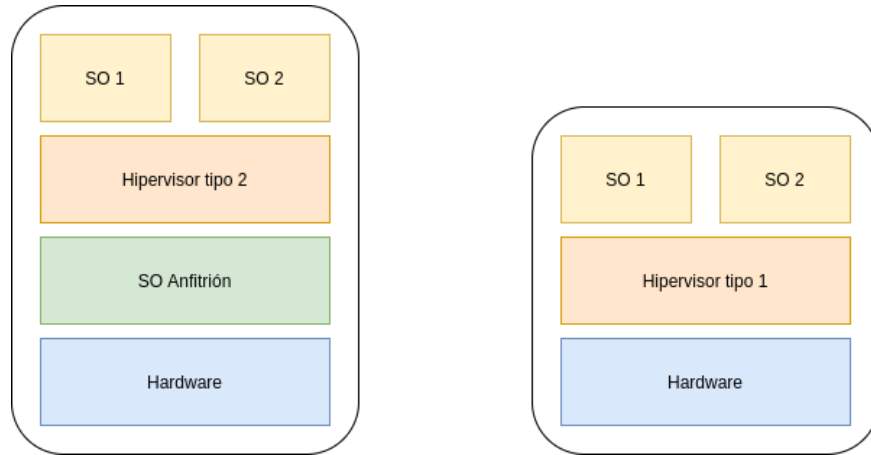 SO 1
SO 2
Hipervisor tipo 2
SO Anfitrión
Hardware
SO 1
SO 2
Hipervisor tipo 1
Hardware